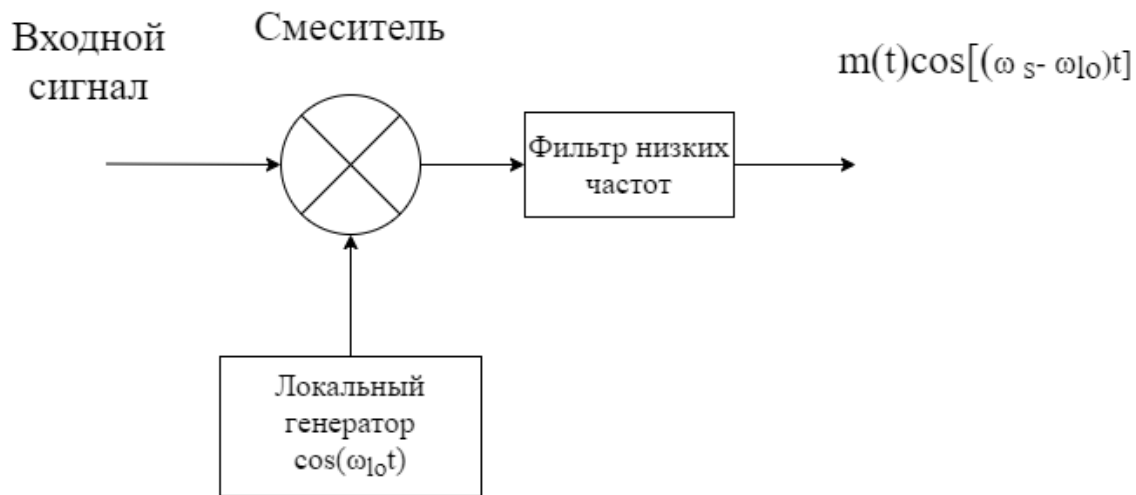 Входной
сигнал
Смеситель
m(t)cos[(ω s- ωlo)t]
Фильтр низких
частот
Локальный
генератор
cos(ωlot)